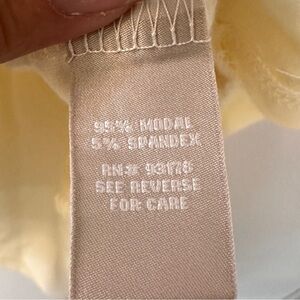 95% MODAL
5% SPANDEX
RN# 93176
SEE REVERSE
FOR CARE